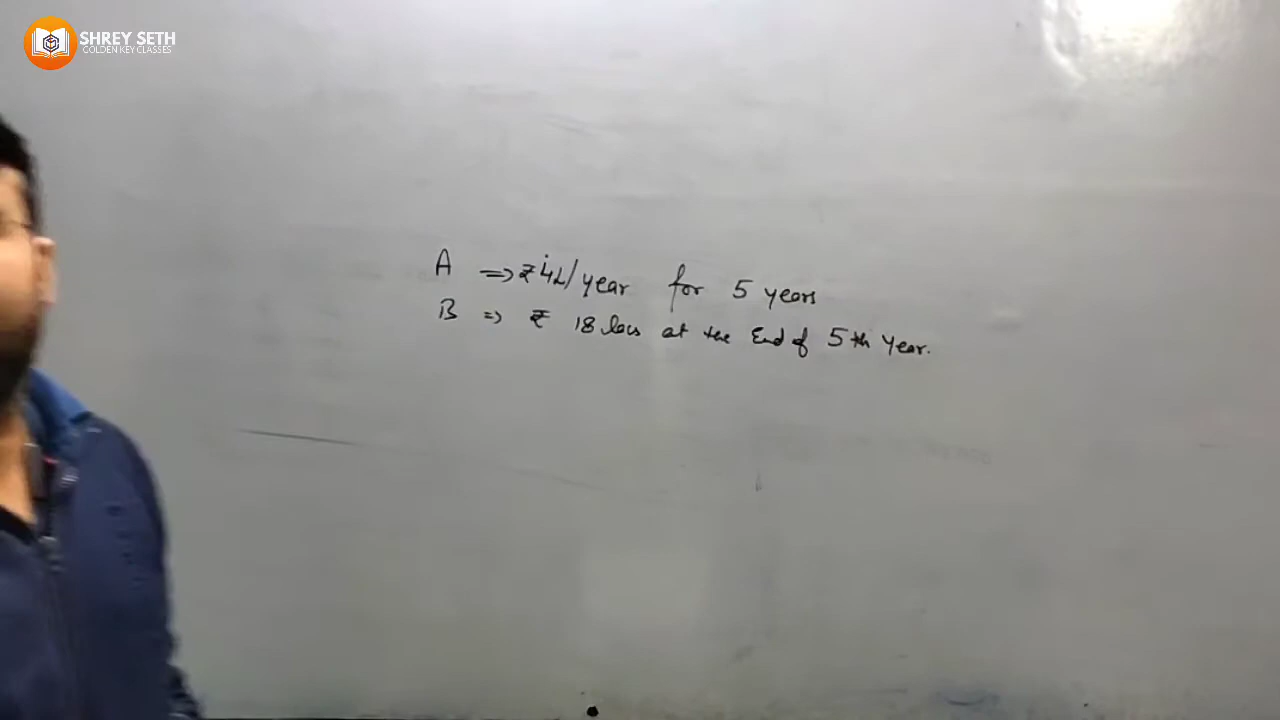 SHREY SETH
GOLDEN KEY CLASSES
A ⇒ ₹ 4L/year for 5 years
B ⇒ ₹ 18 lacs at the End of 5th Year.